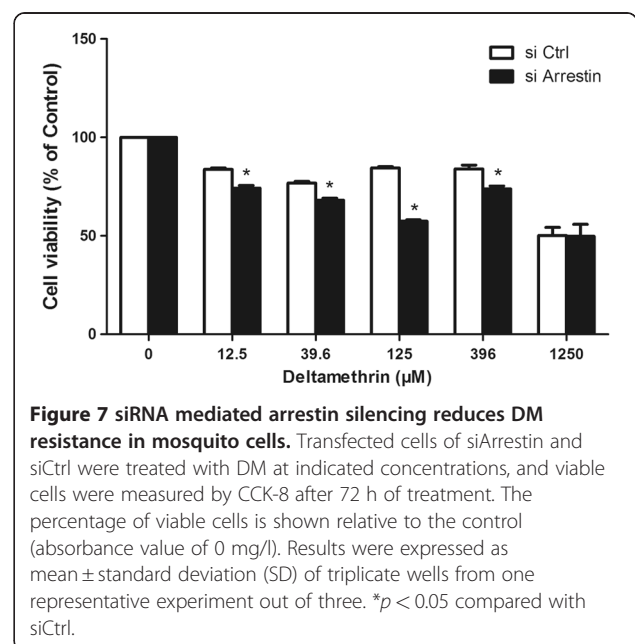 150
si Ctrl
si Arrestin
Cell viability (% of Control)
100
*
*
*
*
50
0
0 12.5 39.6 125 396 1250
Deltamethrin (µM)
Figure 7 siRNA mediated arrestin silencing reduces DM
resistance in mosquito cells. Transfected cells of siArrestin and
siCtrl were treated with DM at indicated concentrations, and viable
cells were measured by CCK-8 after 72 h of treatment. The
percentage of viable cells is shown relative to the control
(absorbance value of 0 mg/l). Results were expressed as
mean ± standard deviation (SD) of triplicate wells from one
representative experiment out of three. *p < 0.05 compared with
siCtrl.